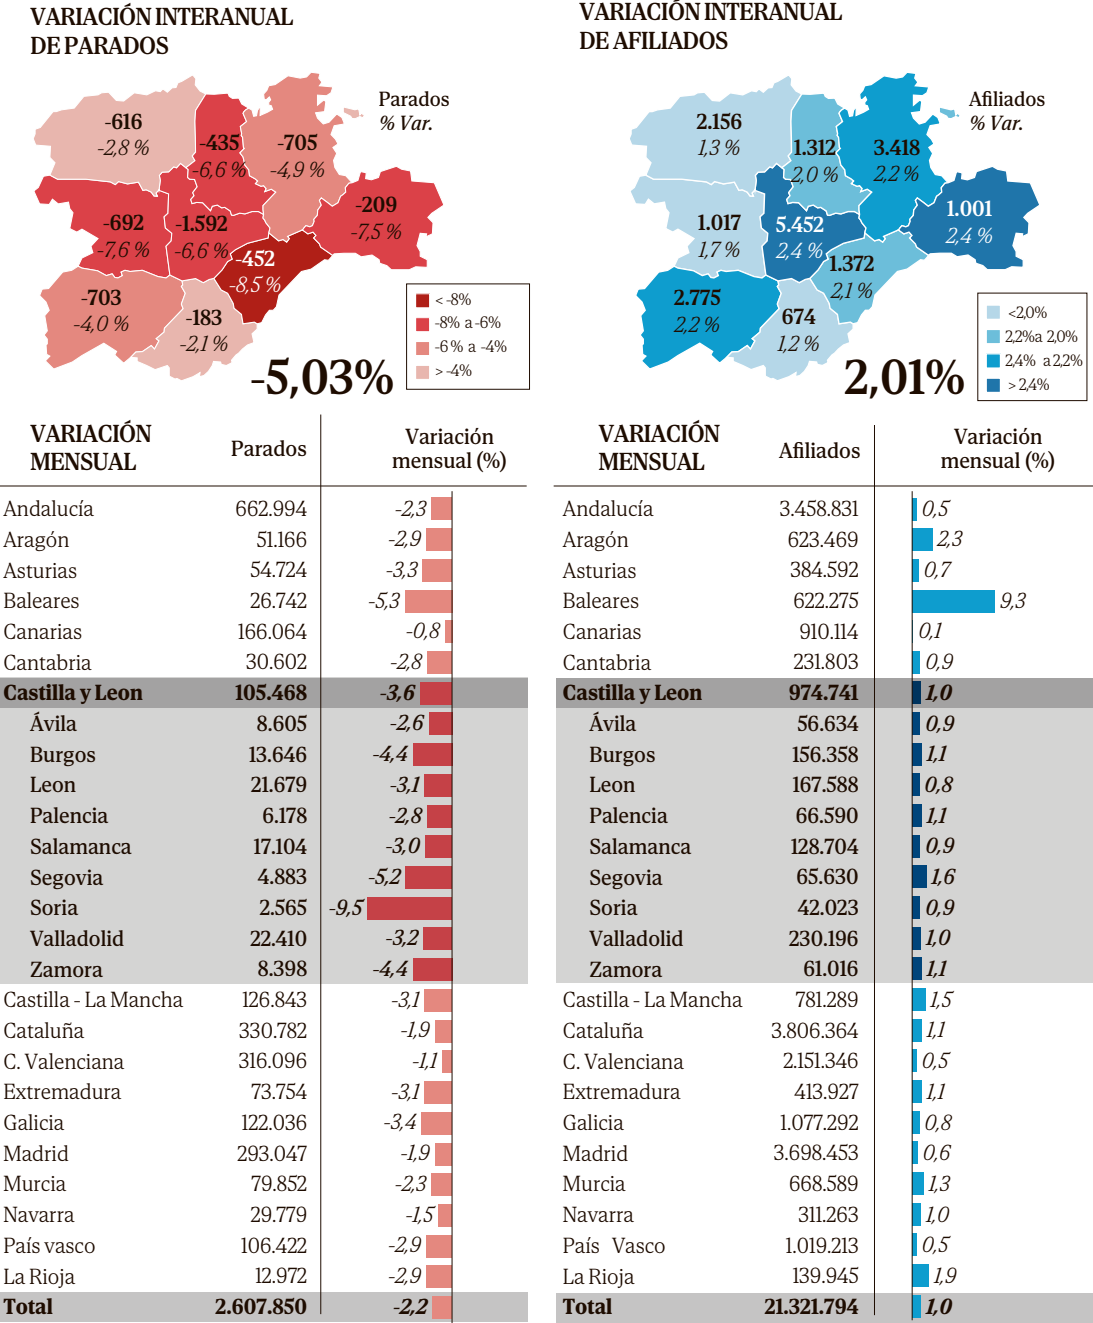 VARIACIÓN INTERANUAL
DE PARADOS
Parados
% Var.
-616
-2,8 %
-435
-6,6 %
-705
-4,9 %
-692
-7,6 %
-1.592
-6,6 %
-209
-7,5 %
-452
-8,5 %
-703
-4,0 %
-183
-2,1 %
< -8%
-8% a -6%
-6 % a -4%
> -4%
-5,03%
VARIACIÓN INTERANUAL
DE AFILIADOS
Afiliados
% Var.
2.156
1,3 %
1.312
2,0 %
3.418
2,2 %
1.017
1,7 %
5.452
2,4 %
1.001
2,4 %
1.372
2,1 %
2.775
2,2 %
674
1,2 %
<2,0%
2,2%a 2,0%
2,4% a 2,2%
> 2,4%
2,01%
VARIACIÓN
MENSUAL
Parados
Variación
mensual (%)
Andalucía 662.994 -2,3
Aragón 51.166 -2,9
Asturias 54.724 -3,3
Baleares 26.742 -5,3
Canarias 166.064 -0,8
Cantabria 30.602 -2,8
Castilla y Leon 105.468 -3,6
Ávila 8.605 -2,6
Burgos 13.646 -4,4
Leon 21.679 -3,1
Palencia 6.178 -2,8
Salamanca 17.104 -3,0
Segovia 4.883 -5,2
Soria 2.565 -9,5
Valladolid 22.410 -3,2
Zamora 8.398 -4,4
Castilla - La Mancha 126.843 -3,1
Cataluña 330.782 -1,9
C. Valenciana 316.096 -1,1
Extremadura 73.754 -3,1
Galicia 122.036 -3,4
Madrid 293.047 -1,9
Murcia 79.852 -2,3
Navarra 29.779 -1,5
País vasco 106.422 -2,9
La Rioja 12.972 -2,9
Total 2.607.850 -2,2
VARIACIÓN
MENSUAL
Afiliados
Variación
mensual (%)
Andalucía 3.458.831 0,5
Aragón 623.469 2,3
Asturias 384.592 0,7
Baleares 622.275 9,3
Canarias 910.114 0,1
Cantabria 231.803 0,9
Castilla y Leon 974.741 1,0
Ávila 56.634 0,9
Burgos 156.358 1,1
Leon 167.588 0,8
Palencia 66.590 1,1
Salamanca 128.704 0,9
Segovia 65.630 1,6
Soria 42.023 0,9
Valladolid 230.196 1,0
Zamora 61.016 1,1
Castilla - La Mancha 781.289 1,5
Cataluña 3.806.364 1,1
C. Valenciana 2.151.346 0,5
Extremadura 413.927 1,1
Galicia 1.077.292 0,8
Madrid 3.698.453 0,6
Murcia 668.589 1,3
Navarra 311.263 1,0
País Vasco 1.019.213 0,5
La Rioja 139.945 1,9
Total 21.321.794 1,0